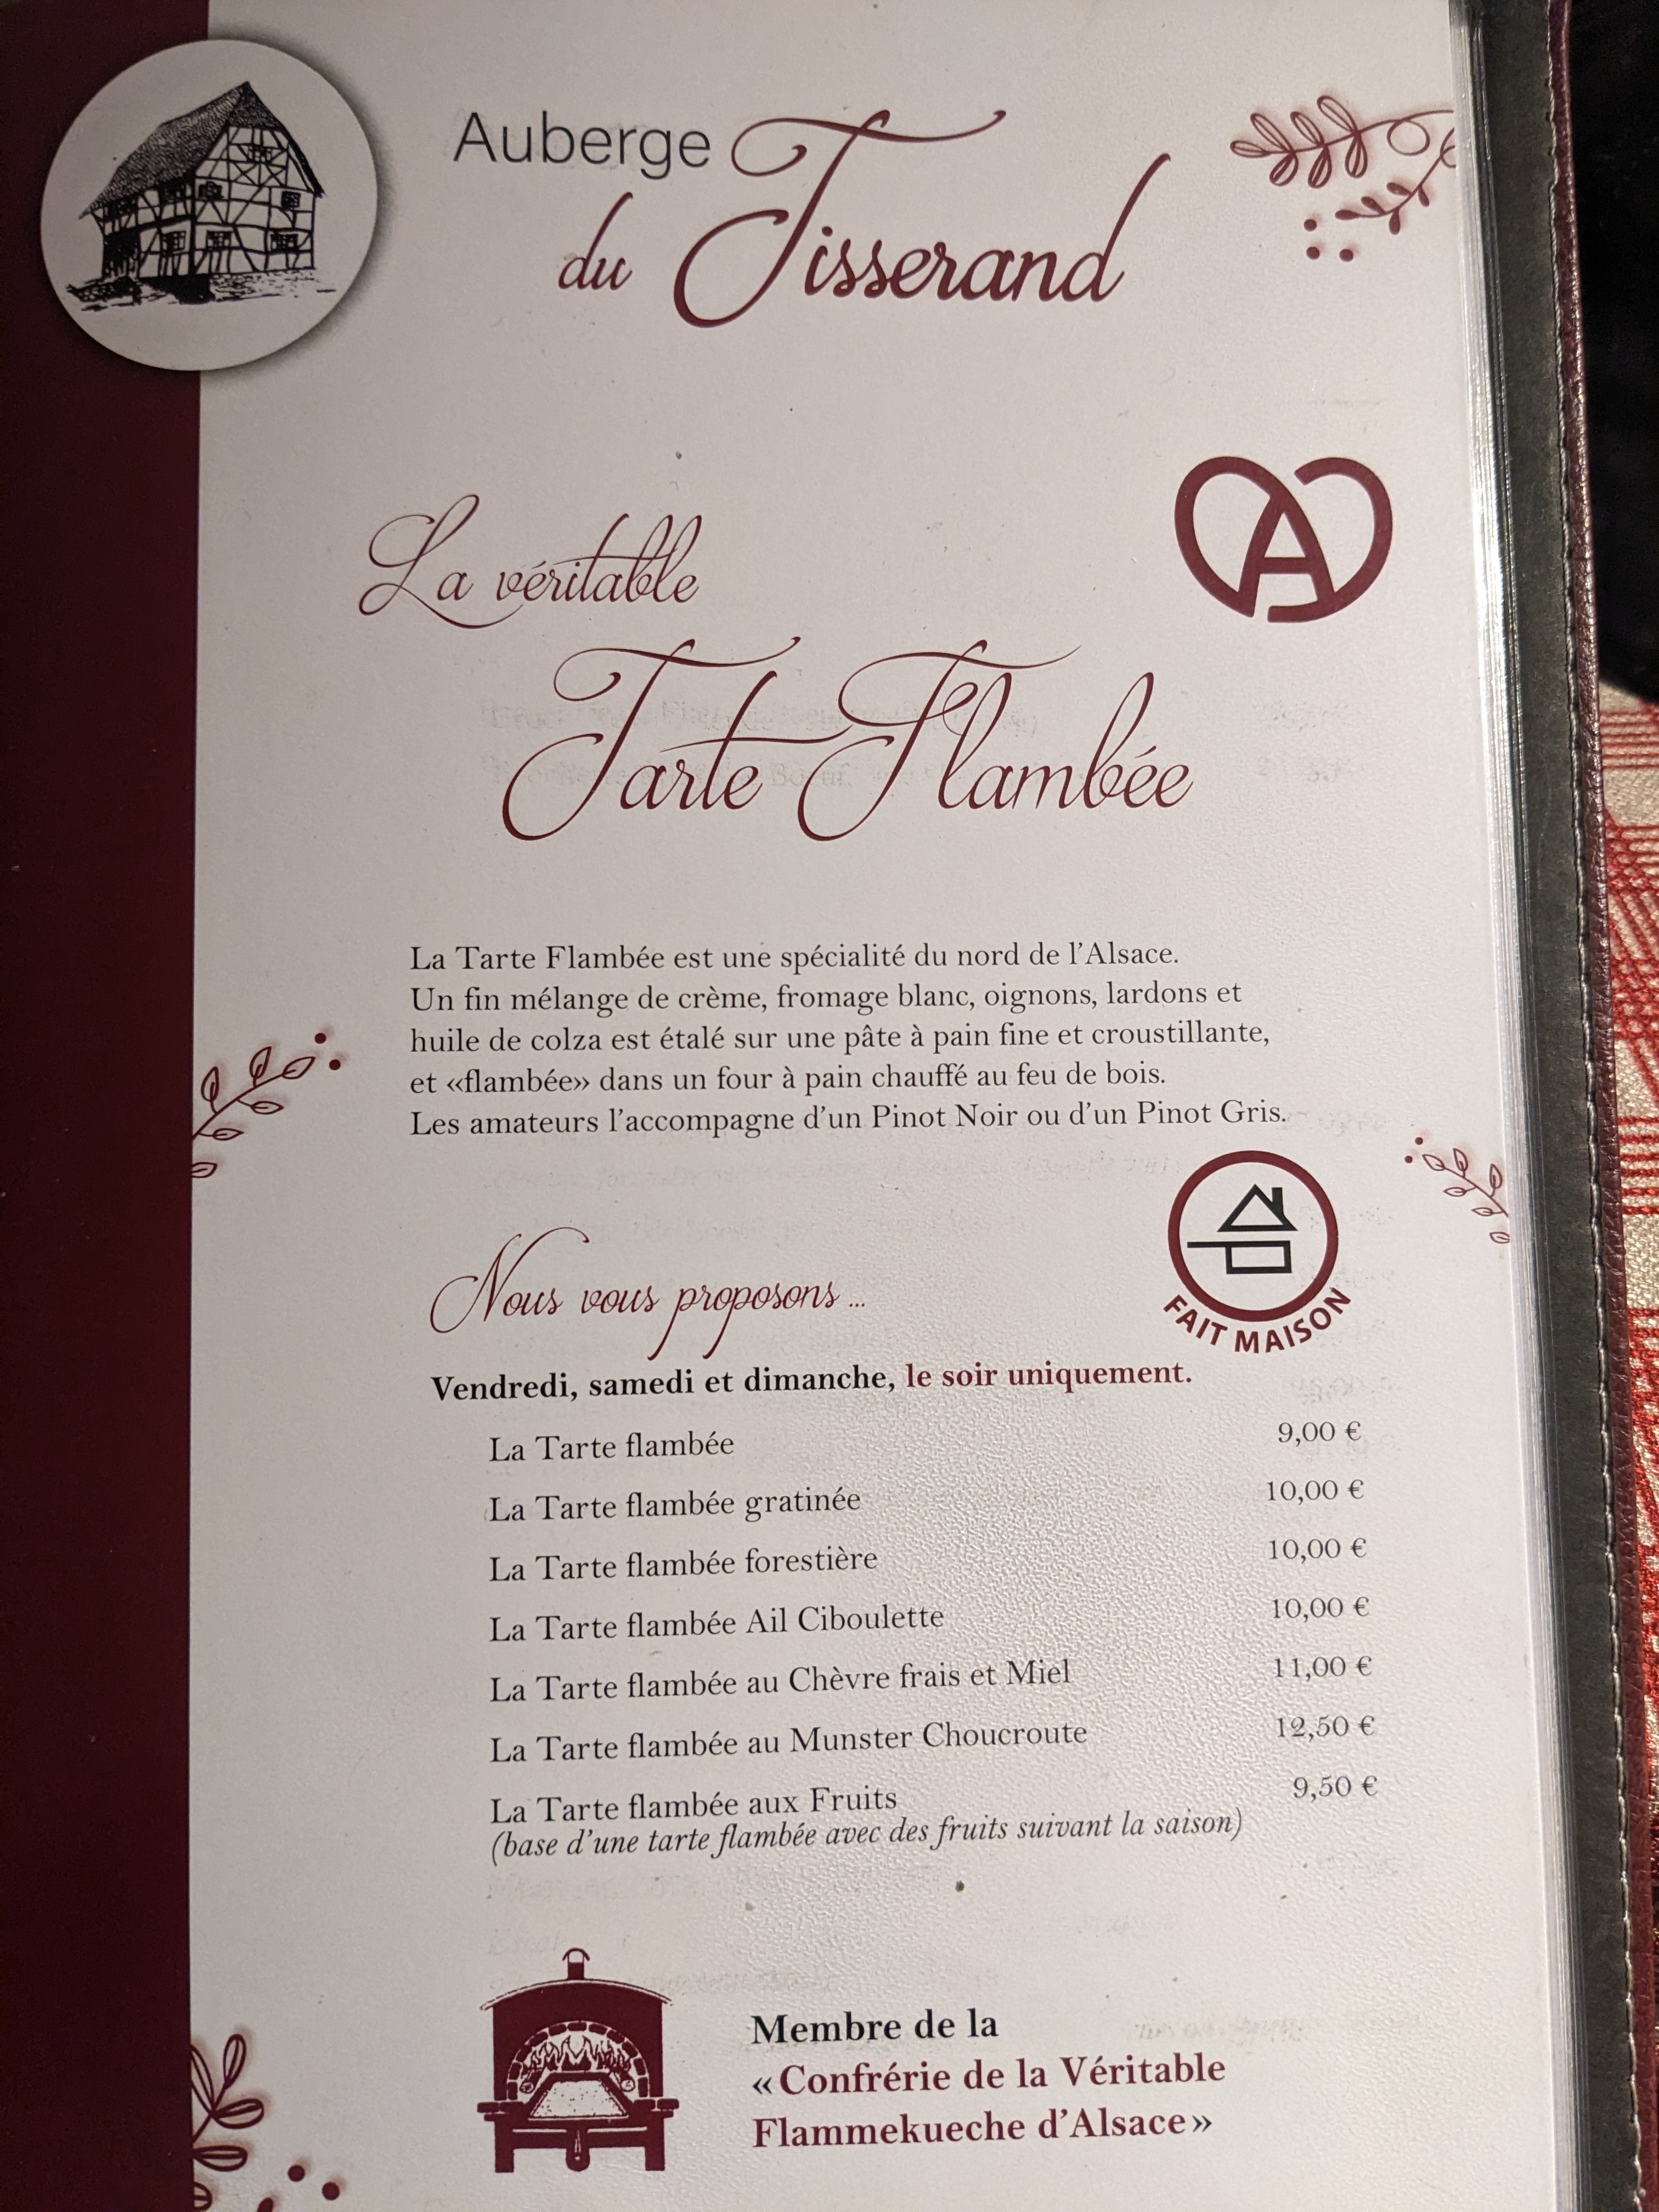 Auberge
du Tisserand
A
La véritable
Tarte Flambée
La Tarte Flambée est une spécialité du nord de l'Alsace.
Un fin mélange de crème, fromage blanc, oignons, lardons et
huile de colza est étalé sur une pâte à pain fine et croustillante,
et «flambée» dans un four à pain chauffé au feu de bois.
Les amateurs l'accompagne d'un Pinot Noir ou d'un Pinot Gris.
FAIT MAISON
Nous vous proposons ...
Vendredi, samedi et dimanche, le soir uniquement.
La Tarte flambée 9,00 €
La Tarte flambée gratinée 10,00 €
La Tarte flambée forestière 10,00 €
La Tarte flambée Ail Ciboulette 10,00 €
La Tarte flambée au Chèvre frais et Miel 11,00 €
La Tarte flambée au Munster Choucroute 12,50 €
La Tarte flambée aux Fruits 9,50 €
(base d'une tarte flambée avec des fruits suivant la saison)
Membre de la
«Confrérie de la Véritable
Flammekueche d'Alsace»